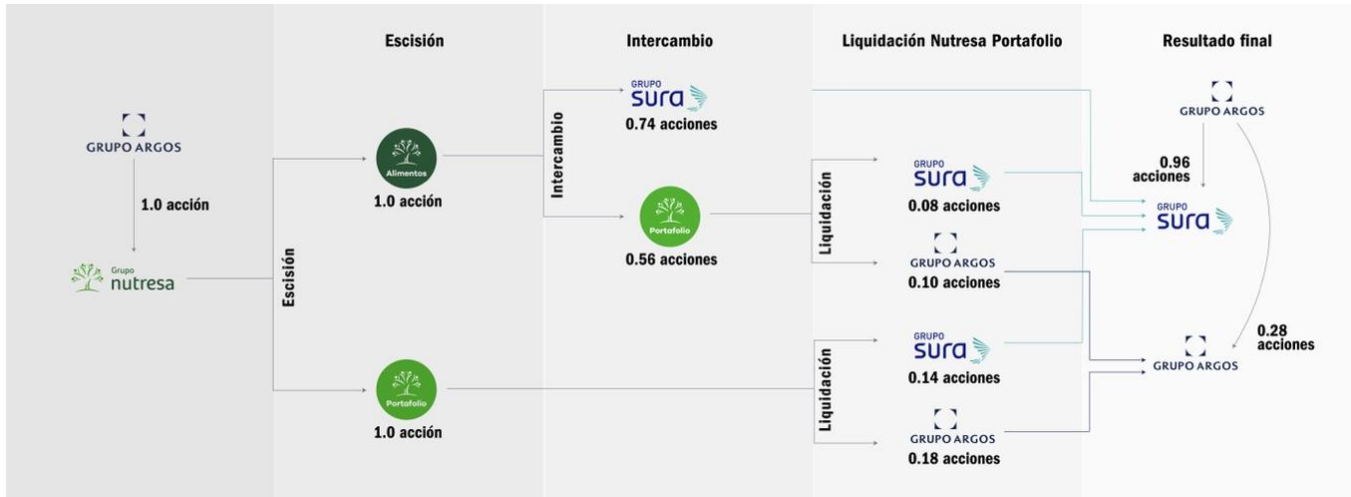 Escisión
Intercambio
Liquidación Nutresa Portafolio
Resultado final
GRUPO ARGOS
1.0 acción
Grupo
nutresa
Escisión
Alimentos
1.0 acción
Portafolio
1.0 acción
Intercambio
GRUPO
sura
0.74 acciones
Portafolio
0.56 acciones
Liquidación
GRUPO
sura
0.08 acciones
GRUPO ARGOS
0.10 acciones
Liquidación
GRUPO
sura
0.14 acciones
GRUPO ARGOS
0.18 acciones
GRUPO ARGOS
0.96
acciones
GRUPO
sura
0.28
acciones
GRUPO ARGOS